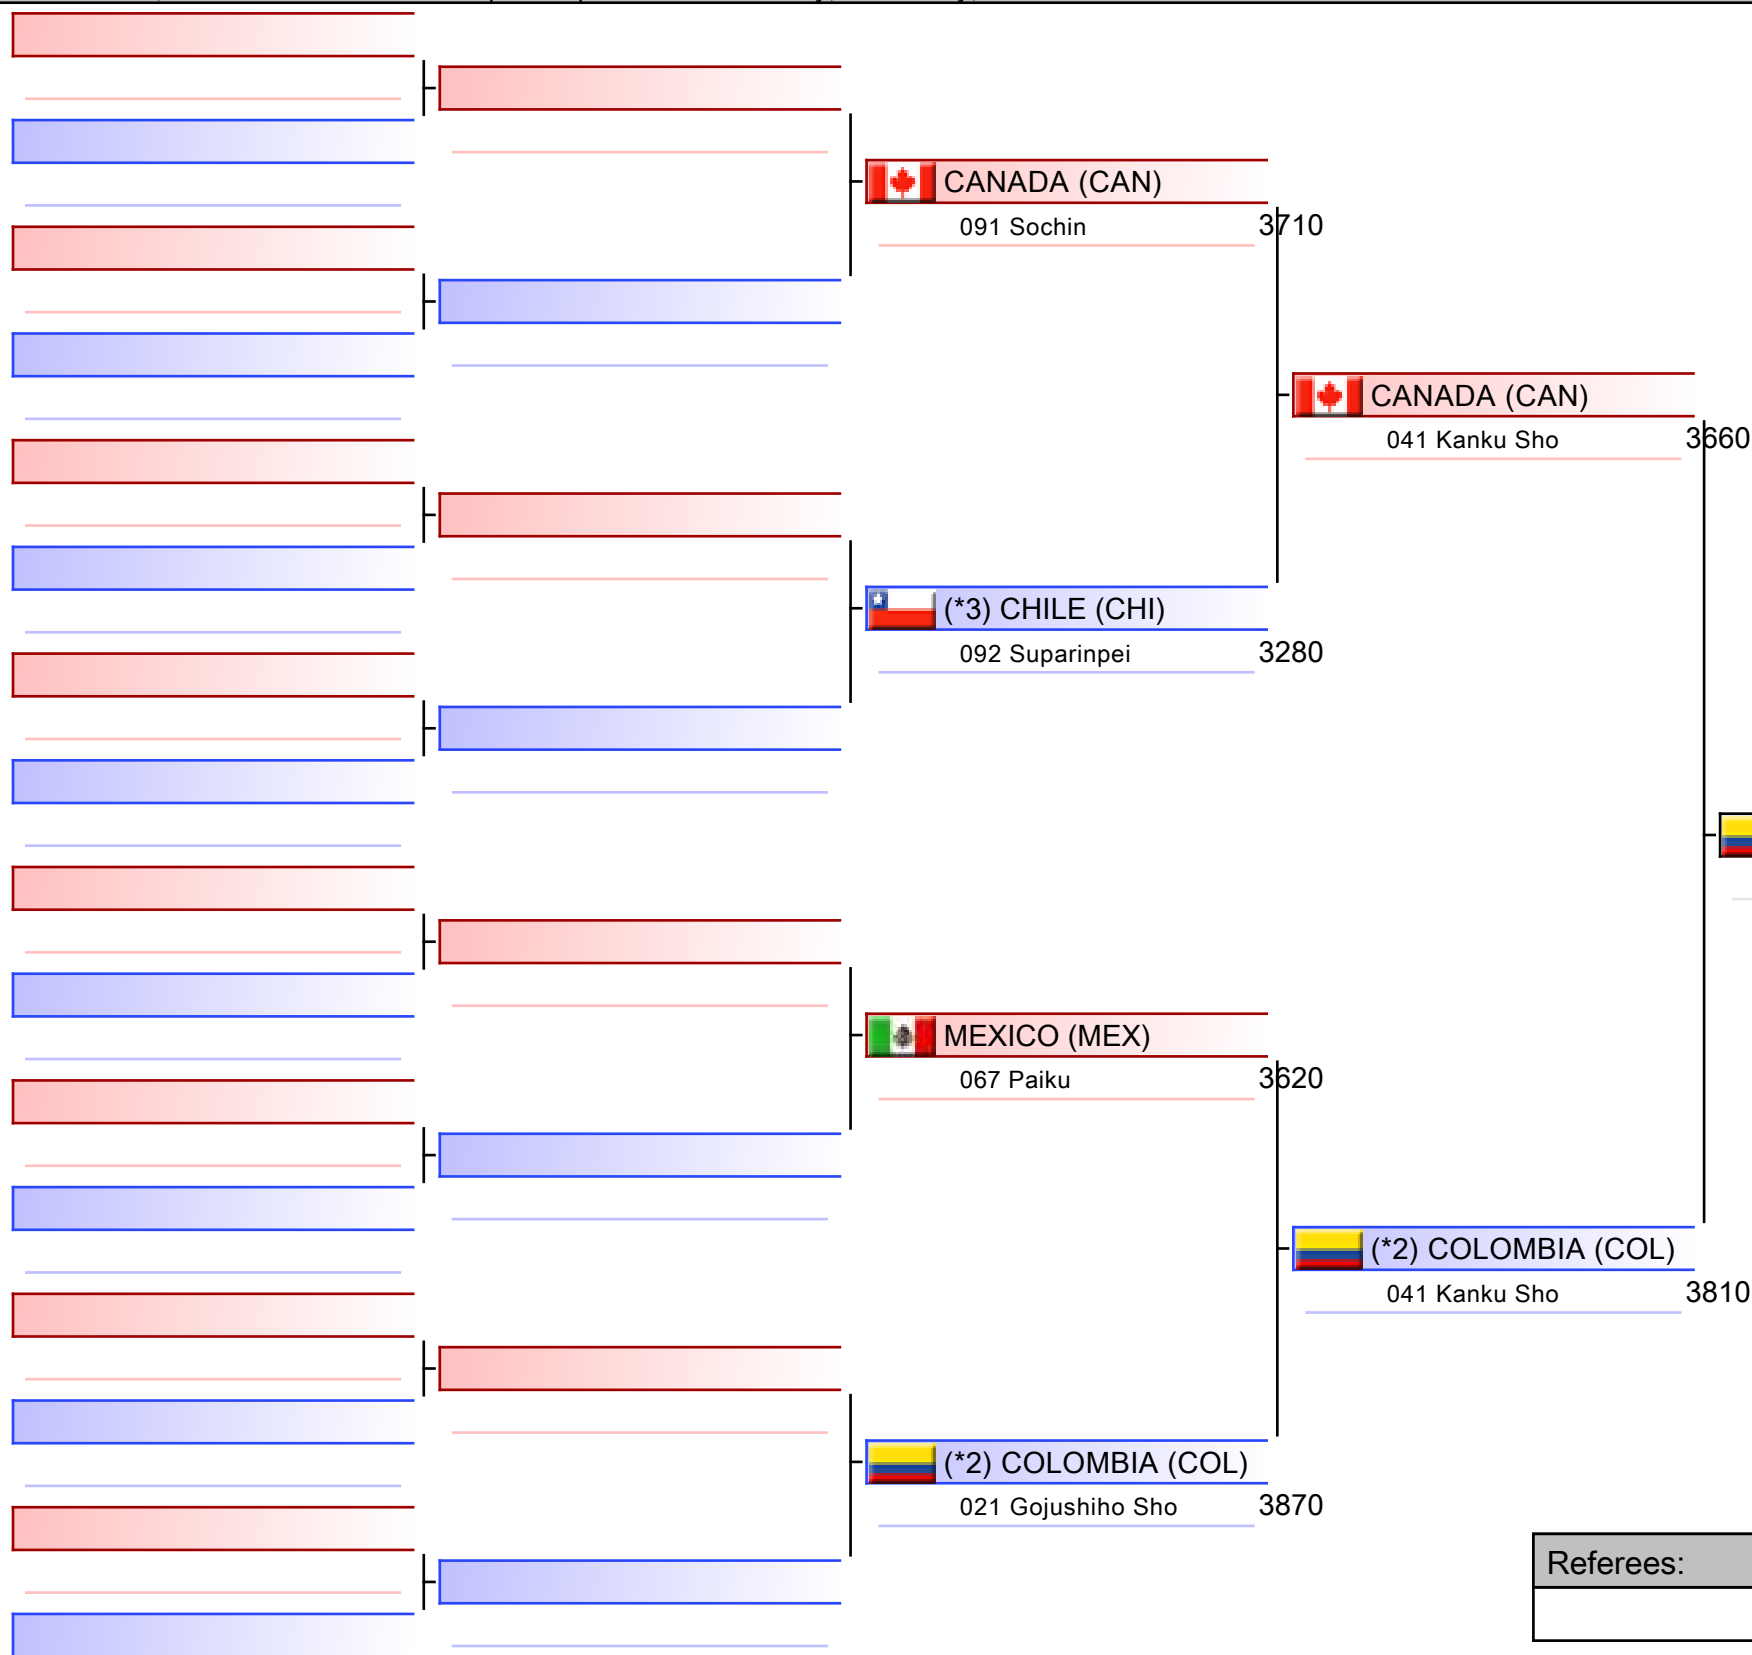 CANADA (CAN)
091 Sochin 3710
CANADA (CAN)
041 Kanku Sho 3660
(*3) CHILE (CHI)
092 Suparinpei 3280
MEXICO (MEX)
067 Paiku 3620
(*2) COLOMBIA (COL)
041 Kanku Sho 3810
(*2) COLOMBIA (COL)
021 Gojushiho Sho 3870
Referees: